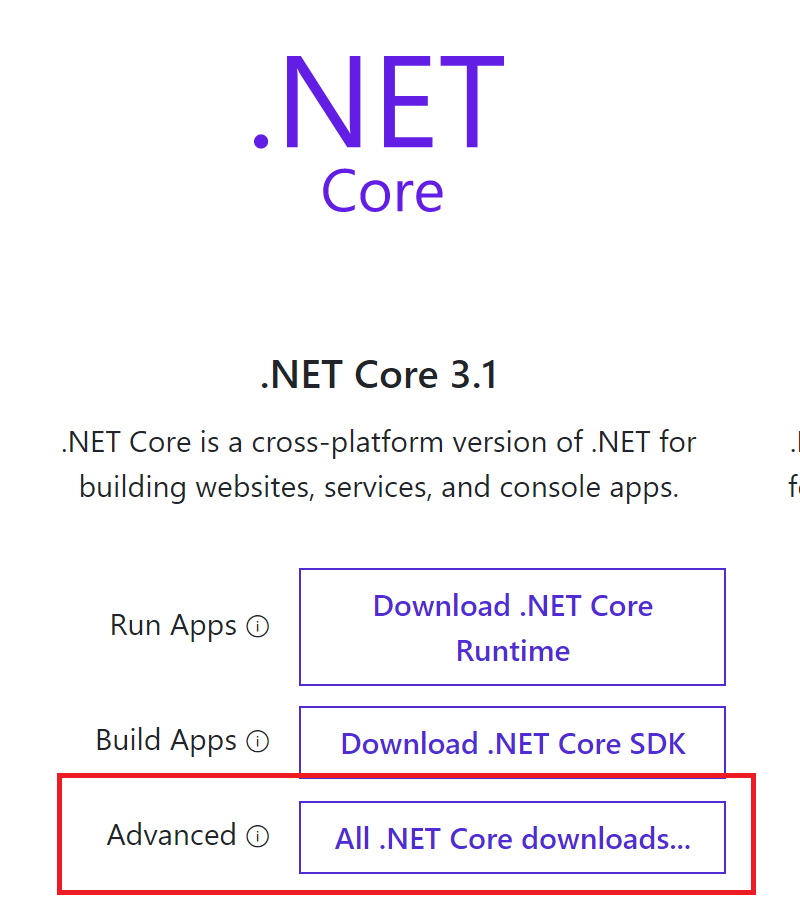 .NET
Core
.NET Core 3.1
.NET Core is a cross-platform version of .NET for
building websites, services, and console apps.
Run Apps ⓘ
Download .NET Core
Runtime
Build Apps ⓘ
Download .NET Core SDK
Advanced ⓘ
All .NET Core downloads...